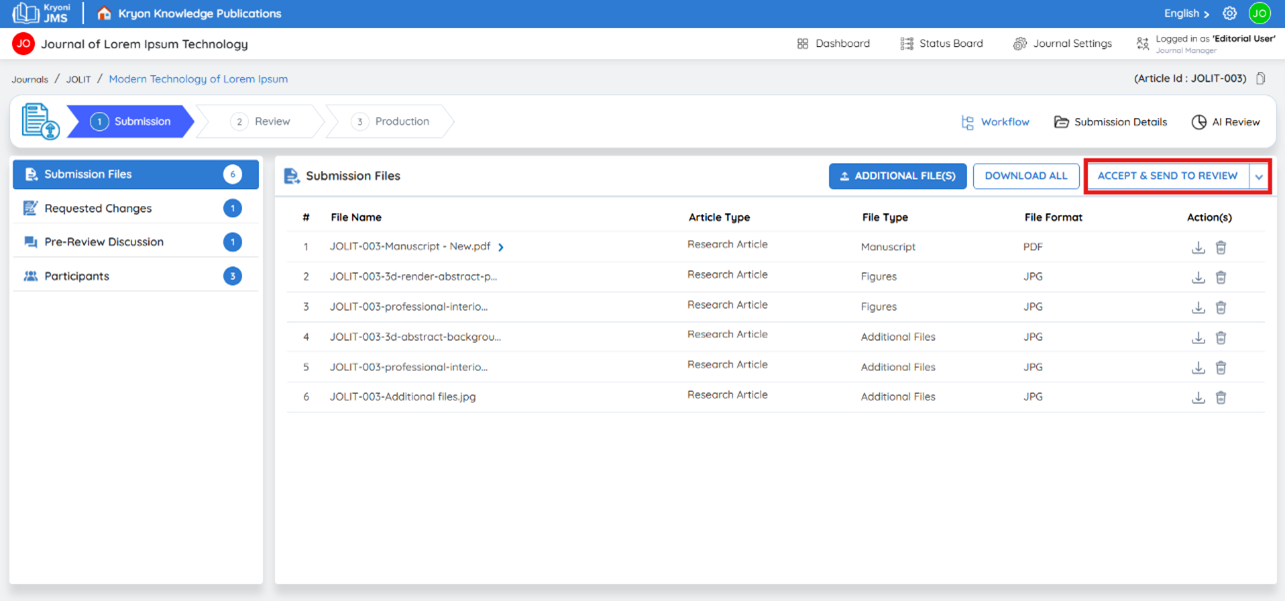 Kryoni JMS
Kryon Knowledge Publications
English
JO
JO
Journal of Lorem Ipsum Technology
Dashboard
Status Board
Journal Settings
Logged in as 'Editorial User'
Journal Manager
Journals / JOLIT / Modern Technology of Lorem Ipsum
(Article Id : JOLIT-003)
1 Submission
2 Review
3 Production
Workflow
Submission Details
AI Review
Submission Files 6
Requested Changes 1
Pre-Review Discussion 1
Participants 3
Submission Files
ADDITIONAL FILE(S)
DOWNLOAD ALL
ACCEPT & SEND TO REVIEW
# File Name Article Type File Type File Format Action(s)
1 JOLIT-003-Manuscript - New.pdf Research Article Manuscript PDF
2 JOLIT-003-3d-render-abstract-p... Research Article Figures JPG
3 JOLIT-003-professional-interio... Research Article Figures JPG
4 JOLIT-003-3d-abstract-backgrou... Research Article Additional Files JPG
5 JOLIT-003-professional-interio... Research Article Additional Files JPG
6 JOLIT-003-Additional files.jpg Research Article Additional Files JPG